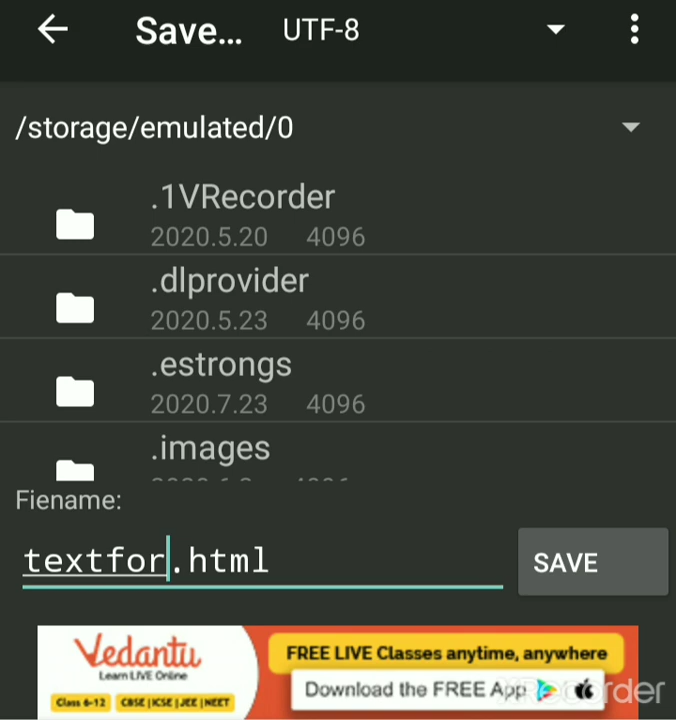 Save... UTF-8
/storage/emulated/0
.1VRecorder
2020.5.20 4096
.dlprovider
2020.5.23 4096
.estrongs
2020.7.23 4096
.images
Fiename:
textfor.html
SAVE
Vedantu
Learn LIVE Online
Class 6-12 CBSE | ICSE | JEE | NEET
FREE LIVE Classes anytime, anywhere
Download the FREE App
XRecorder